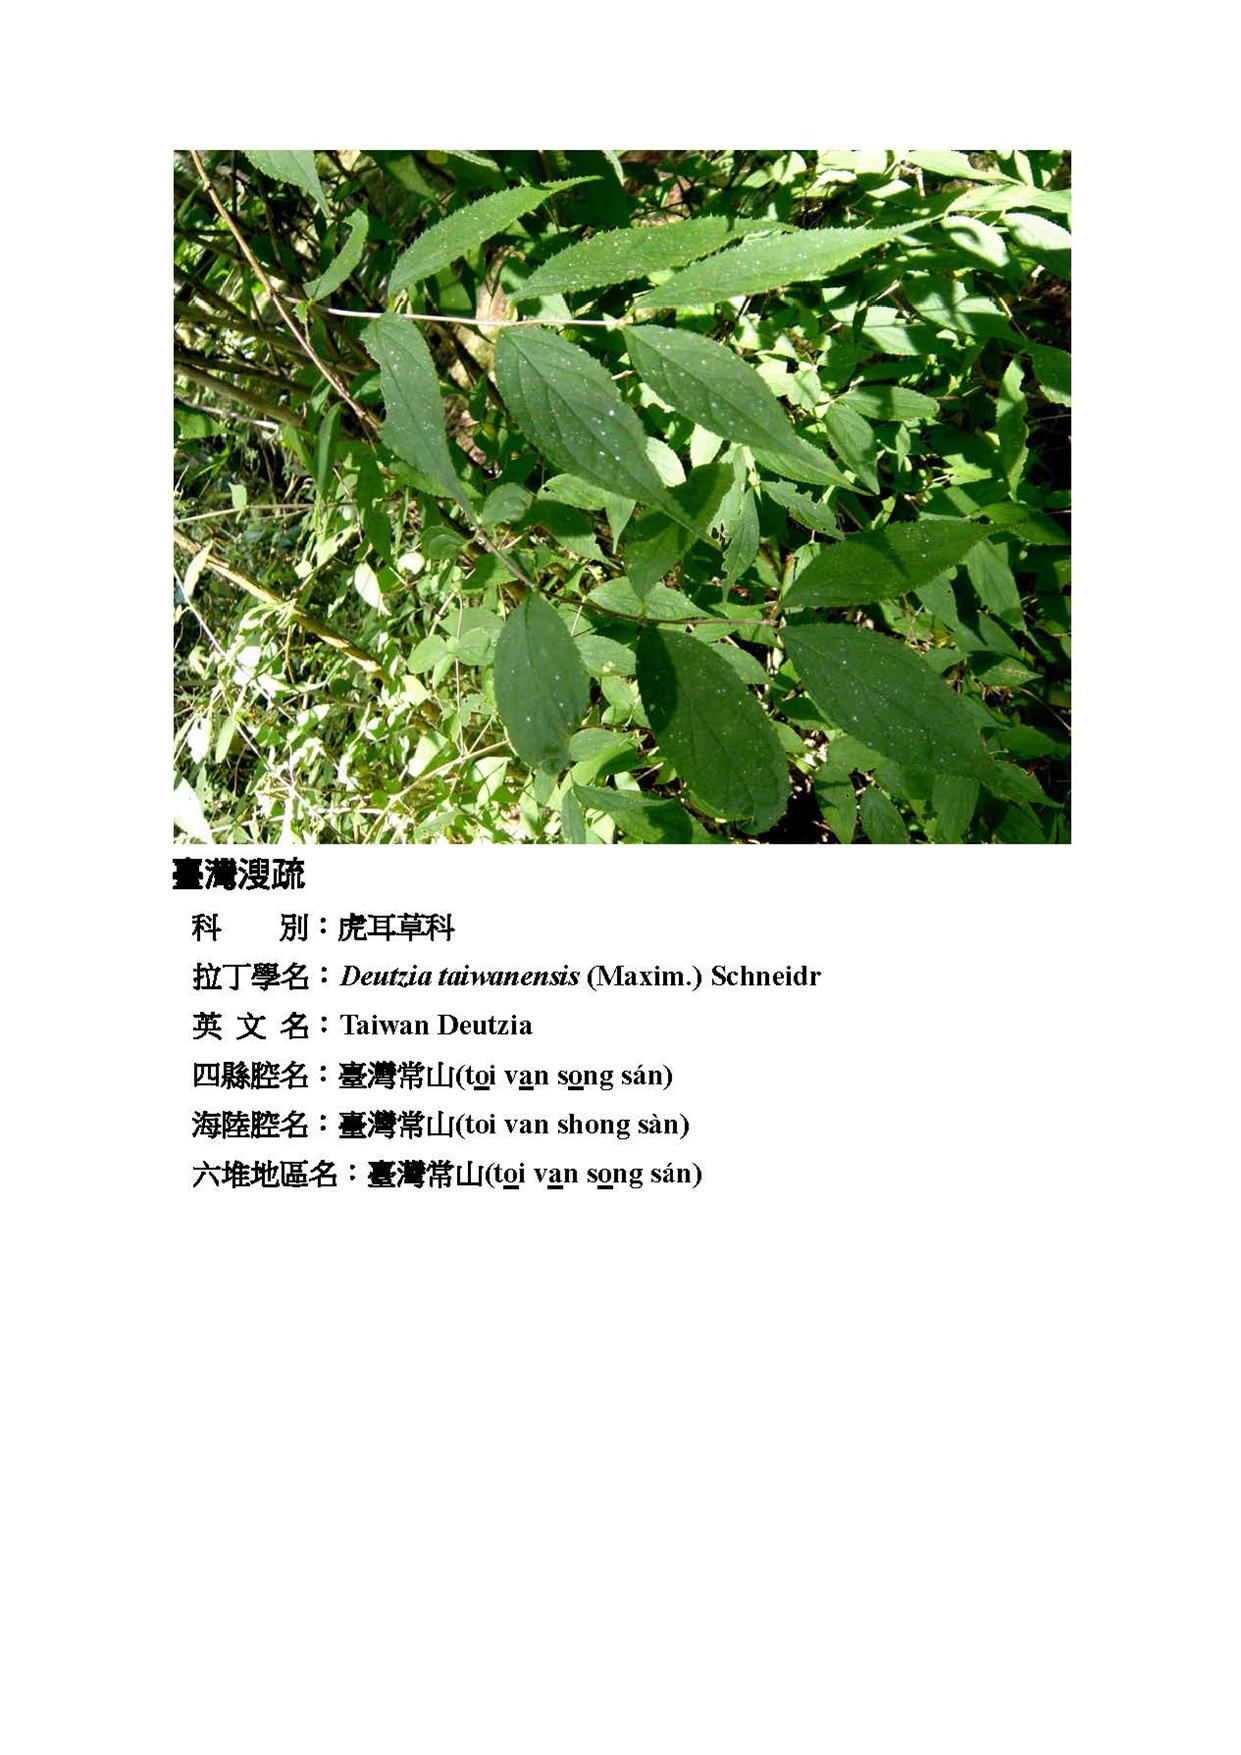 臺灣溲疏
科　　別：虎耳草科
拉丁學名：Deutzia taiwanensis (Maxim.) Schneidr
英 文 名：Taiwan Deutzia
四縣腔名：臺灣常山(toi van song sán)
海陸腔名：臺灣常山(toi van shong sàn)
六堆地區名：臺灣常山(toi van song sán)